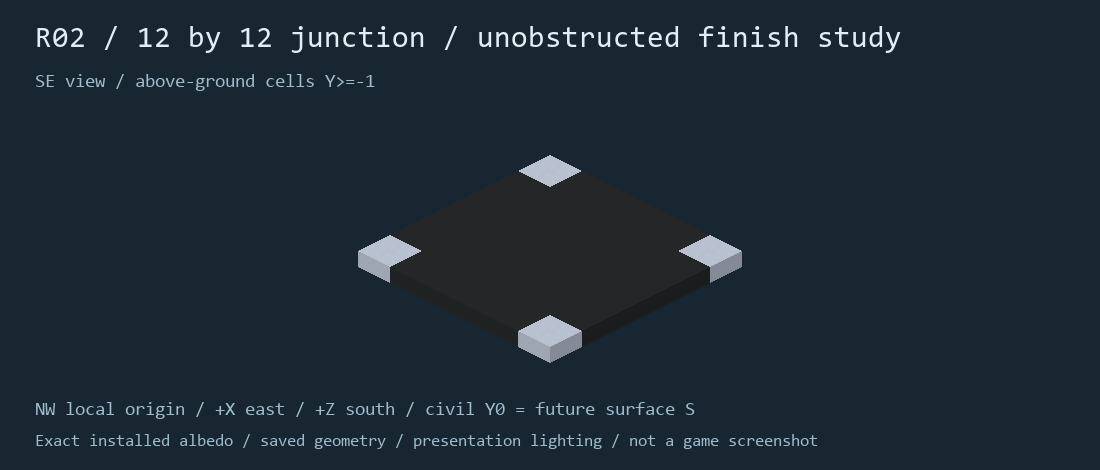 R02 / 12 by 12 junction / unobstructed finish study
SE view / above-ground cells Y>=-1
NW local origin / +X east / +Z south / civil Y0 = future surface S
Exact installed albedo / saved geometry / presentation lighting / not a game screenshot